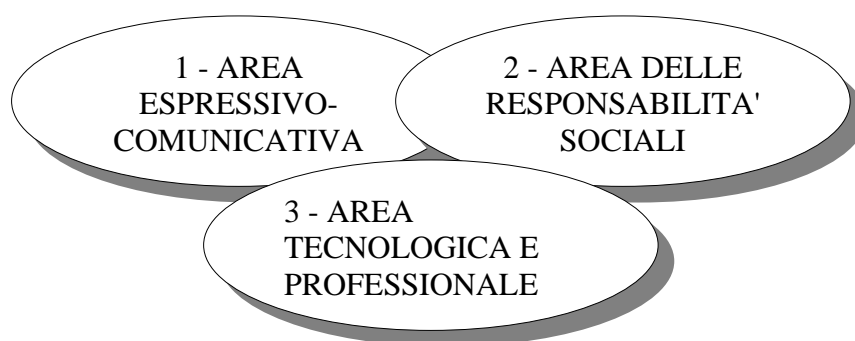 1 - AREA
ESPRESSIVO-
COMUNICATIVA
2 - AREA DELLE
RESPONSABILITA'
SOCIALI
3 - AREA
TECNOLOGICA E
PROFESSIONALE